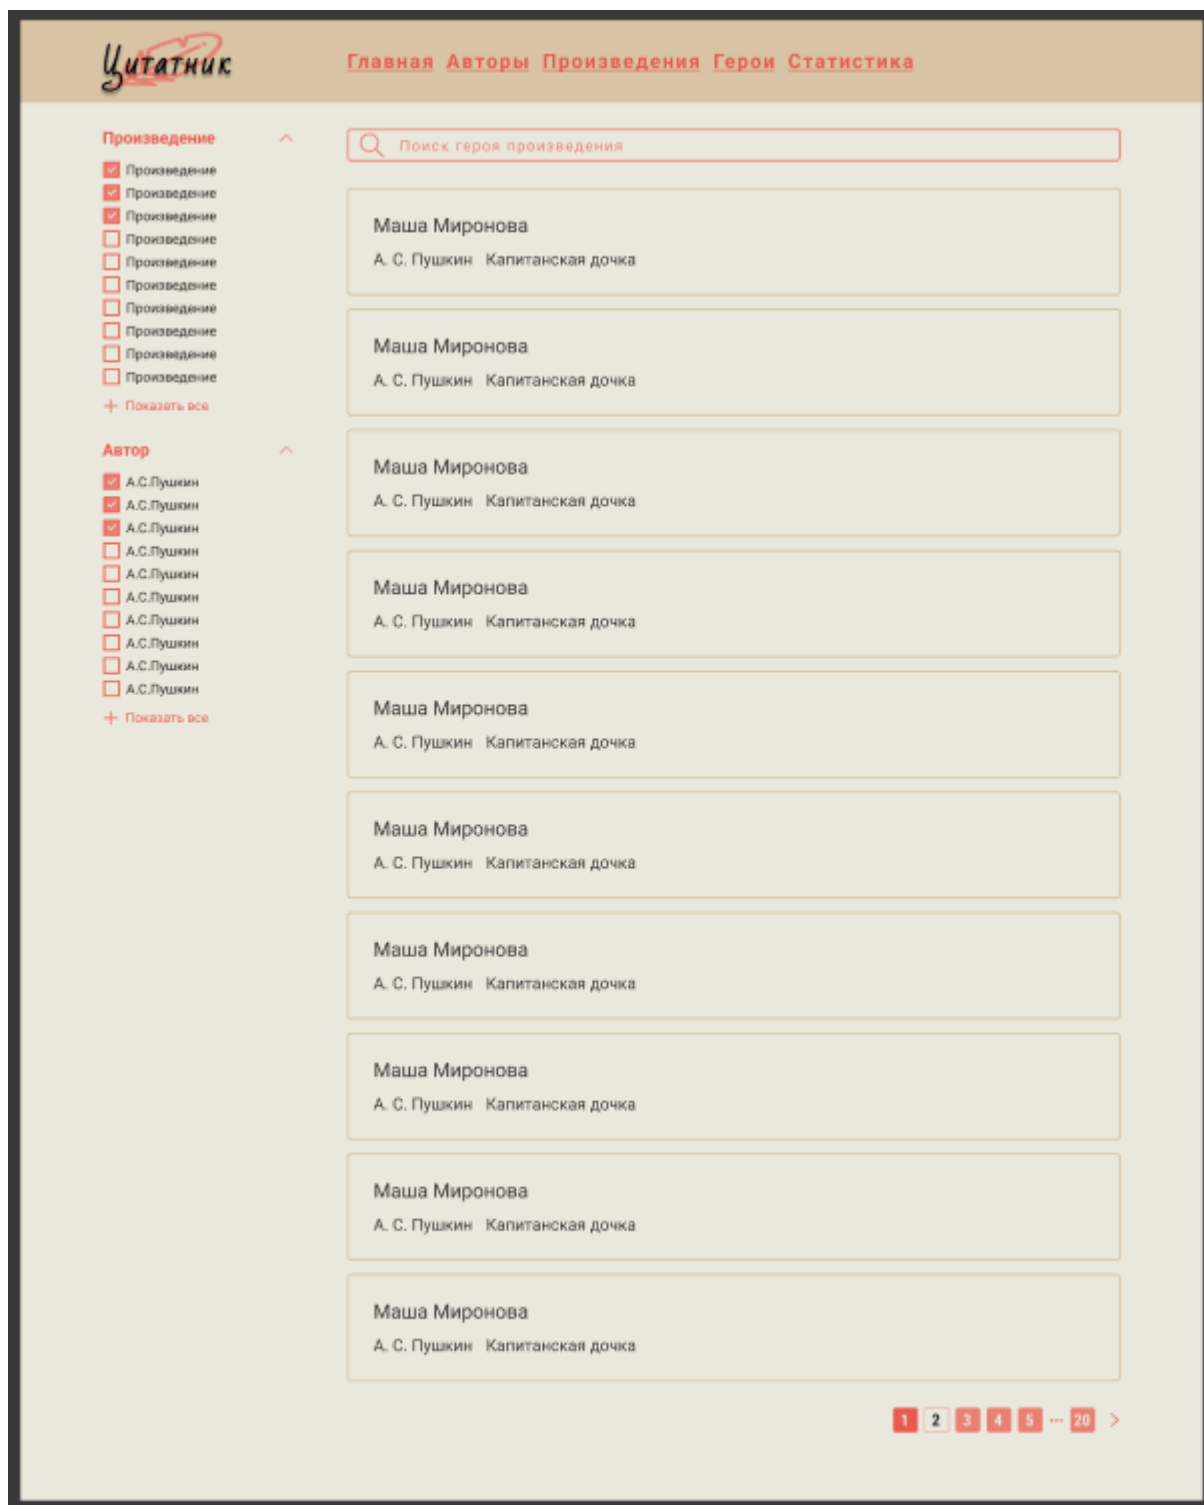 Цитатник
Главная Авторы Произведения Герои Статистика
Произведение
Произведение
Произведение
Произведение
Произведение
Произведение
Произведение
Произведение
Произведение
Произведение
Произведение
Показать все
Автор
А.С.Пушкин
А.С.Пушкин
А.С.Пушкин
А.С.Пушкин
А.С.Пушкин
А.С.Пушкин
А.С.Пушкин
А.С.Пушкин
А.С.Пушкин
А.С.Пушкин
Показать все
Поиск героя произведения
Маша Миронова
А. С. Пушкин Капитанская дочка
Маша Миронова
А. С. Пушкин Капитанская дочка
Маша Миронова
А. С. Пушкин Капитанская дочка
Маша Миронова
А. С. Пушкин Капитанская дочка
Маша Миронова
А. С. Пушкин Капитанская дочка
Маша Миронова
А. С. Пушкин Капитанская дочка
Маша Миронова
А. С. Пушкин Капитанская дочка
Маша Миронова
А. С. Пушкин Капитанская дочка
Маша Миронова
А. С. Пушкин Капитанская дочка
Маша Миронова
А. С. Пушкин Капитанская дочка
1 2 3 4 5 ... 20 >